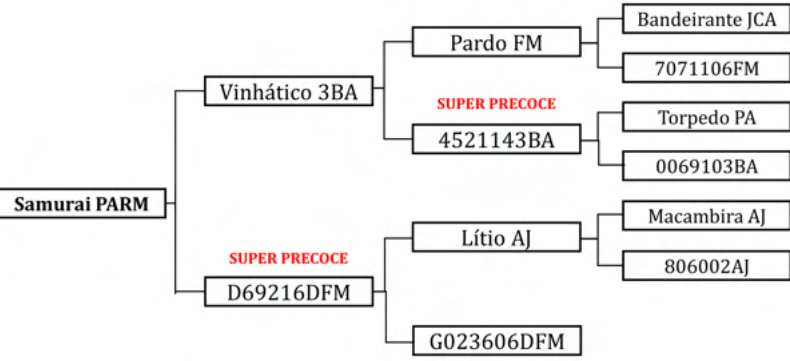 Bandeirante JCA
Pardo FM
7071106FM
Vinhático 3BA
SUPER PRECOCE
Torpedo PA
4521143BA
0069103BA
Samurai PARM
Macambira AJ
Lítio AJ
SUPER PRECOCE
806002AJ
D69216DFM
G023606DFM